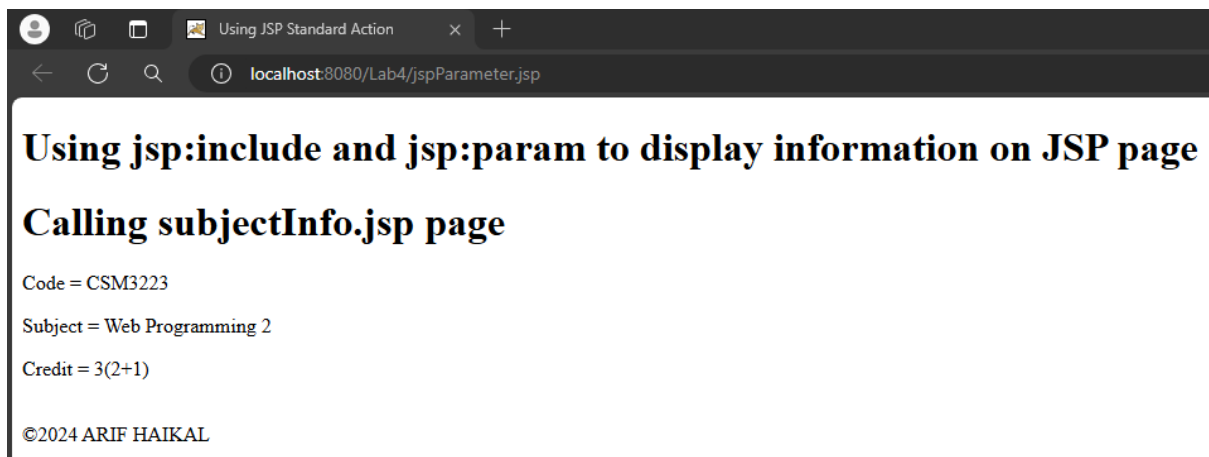 Using JSP Standard Action
localhost:8080/Lab4/jspParameter.jsp
Using jsp:include and jsp:param to display information on JSP page
Calling subjectInfo.jsp page
Code = CSM3223
Subject = Web Programming 2
Credit = 3(2+1)
©2024 ARIF HAIKAL